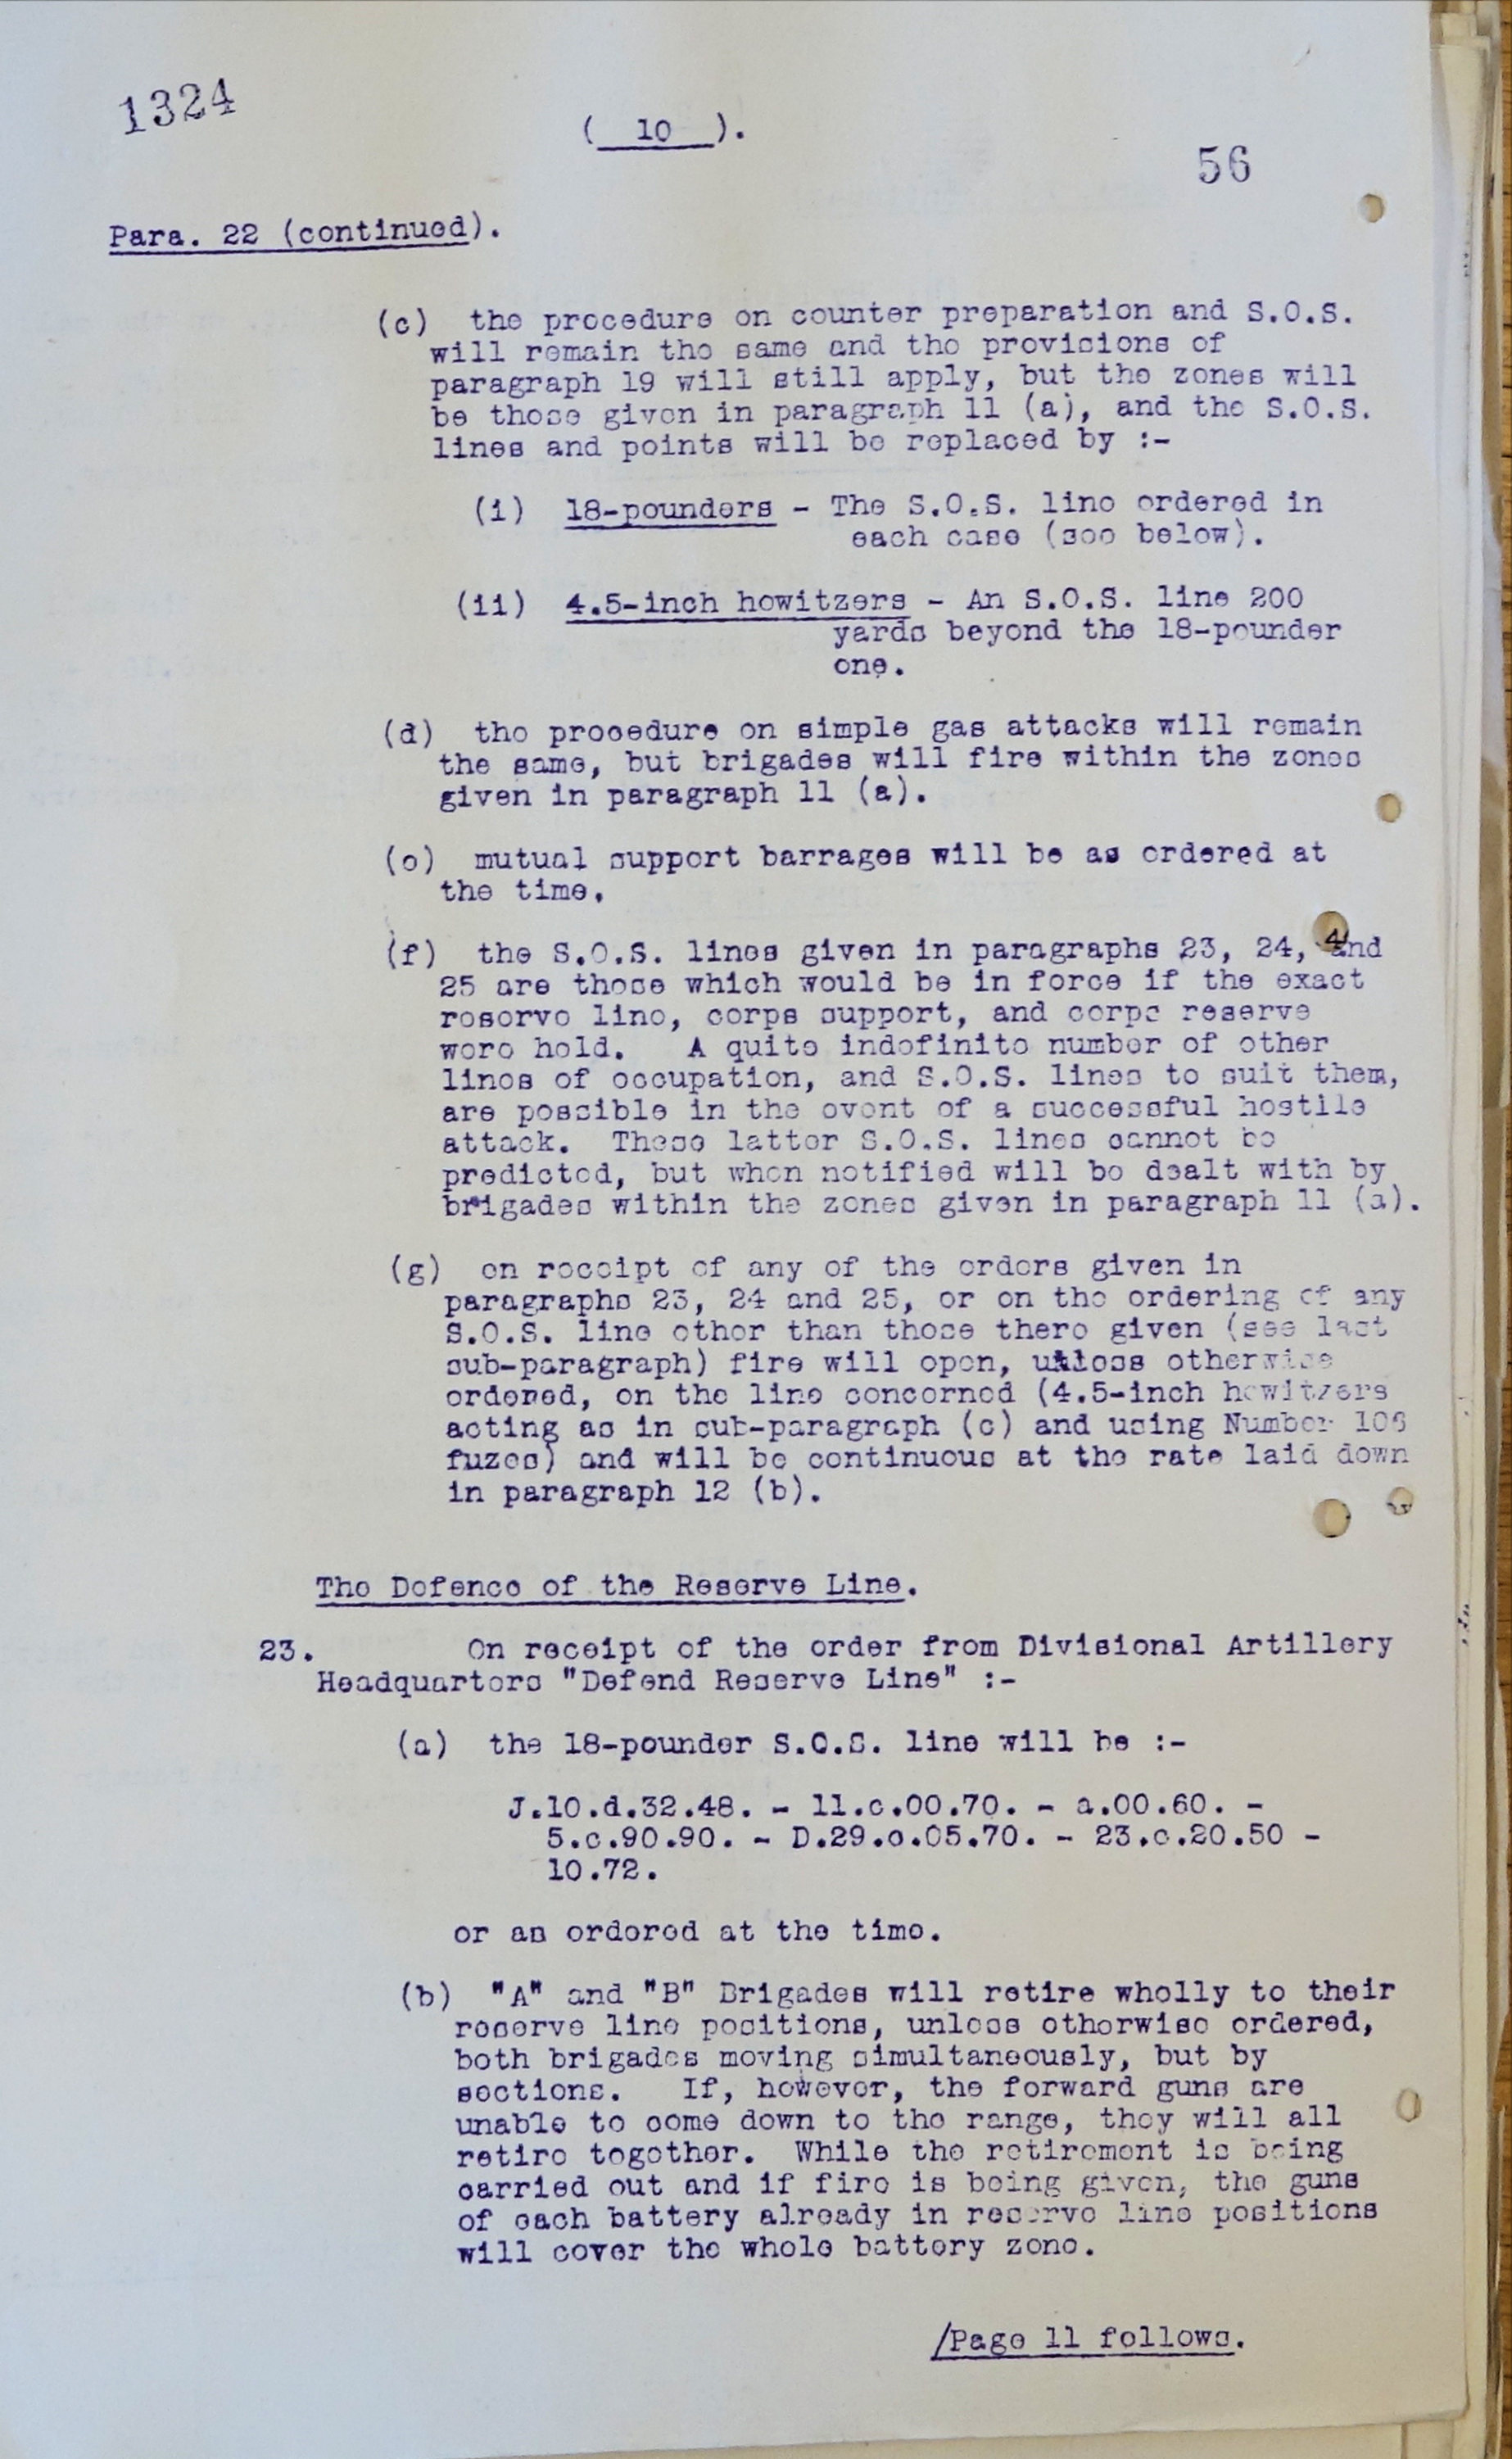 1324
( 10 ).
56
Para. 22 (continued).
(c) the procedure on counter preparation and S.O.S.
will remain the same and the provisions of
paragraph 19 will still apply, but the zones will
be those given in paragraph 11 (a), and the S.O.S.
lines and points will be replaced by :-
(i) 18-pounders - The S.O.S. line ordered in
each case (see below).
(ii) 4.5-inch howitzers - An S.O.S. line 200
yards beyond the 18-pounder
one.
(d) the procedure on simple gas attacks will remain
the same, but brigades will fire within the zones
given in paragraph 11 (a).
(e) mutual support barrages will be as ordered at
the time.
(f) the S.O.S. lines given in paragraphs 23, 24, and
25 are those which would be in force if the exact
reserve line, corps support, and corps reserve
were held. A quite indefinite number of other
lines of occupation, and S.O.S. lines to suit them,
are possible in the event of a successful hostile
attack. These latter S.O.S. lines cannot be
predicted, but when notified will be dealt with by
brigades within the zones given in paragraph 11 (a).
(g) on receipt of any of the orders given in
paragraphs 23, 24 and 25, or on the ordering of any
S.O.S. line other than those there given (see last
sub-paragraph) fire will open, unless otherwise
ordered, on the line concerned (4.5-inch howitzers
acting as in sub-paragraph (c) and using Number 106
fuzes) and will be continuous at the rate laid down
in paragraph 12 (b).
The Defence of the Reserve Line.
23. On receipt of the order from Divisional Artillery
Headquarters "Defend Reserve Line" :-
(a) the 18-pounder S.O.S. line will be :-
J.10.d.32.48. - 11.c.00.70. - a.00.60. -
5.c.90.90. - D.29.c.05.70. - 23.c.20.50 -
10.72.
or as ordered at the time.
(b) "A" and "B" Brigades will retire wholly to their
reserve line positions, unless otherwise ordered,
both brigades moving simultaneously, but by
sections. If, however, the forward guns are
unable to come down to the range, they will all
retire together. While the retirement is being
carried out and if fire is being given, the guns
of each battery already in reserve line positions
will cover the whole battery zone.
/Page 11 follows.